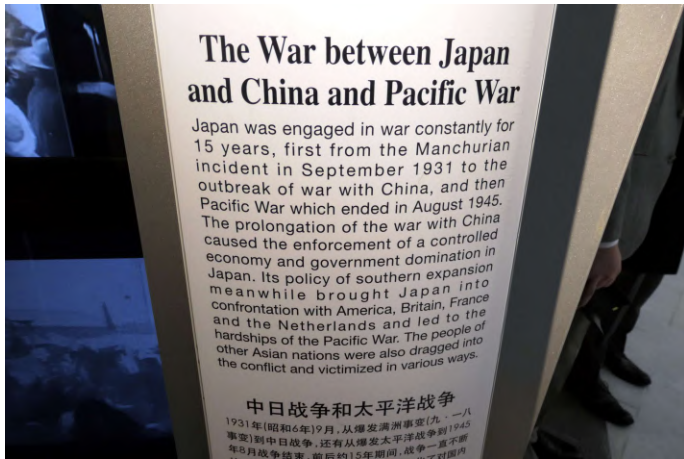 The War between Japan
and China and Pacific War
Japan was engaged in war constantly for
15 years, first from the Manchurian
incident in September 1931 to the
outbreak of war with China, and then
Pacific War which ended in August 1945.
The prolongation of the war with China
caused the enforcement of a controlled
economy and government domination in
Japan. Its policy of southern expansion
meanwhile brought Japan into
confrontation with America, Britain, France
and the Netherlands and led to the
hardships of the Pacific War. The people of
other Asian nations were also dragged into
the conflict and victimized in various ways.
中日战争和太平洋战争
1931年(昭和6年)9月,从爆发满洲事变(九·一八
事变)到中日战争,还有从爆发太平洋战争到1945
年8月战争结束,前后约15年期间,战争一直不断
了对国内